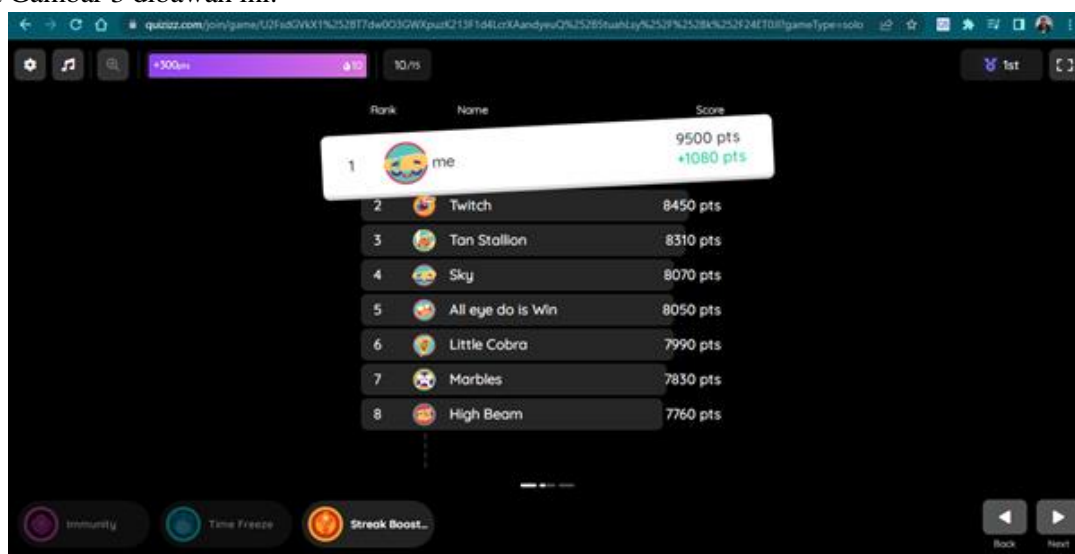 Gambar 3 dibawah ini.
+300pts 10 10/15 1st
Rank Name Score
1 me 9500 pts
+1080 pts
2 Twitch 8450 pts
3 Tan Stallion 8310 pts
4 Sky 8070 pts
5 All eye do is Win 8050 pts
6 Little Cobra 7990 pts
7 Marbles 7830 pts
8 High Beam 7760 pts
Immunity Time Freeze Streak Boost...
Back Next